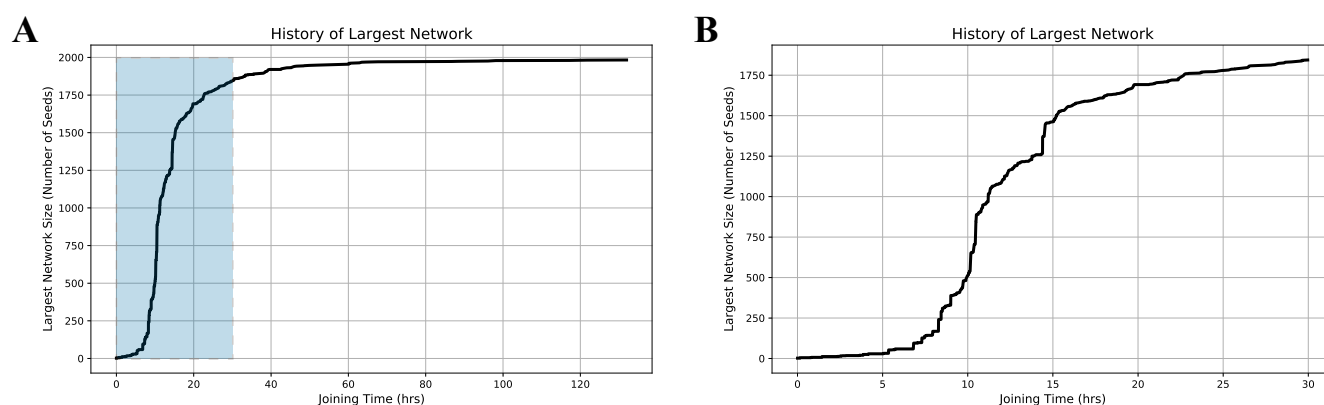 A
History of Largest Network
Largest Network Size (Number of Seeds)
2000
1750
1500
1250
1000
750
500
250
0
0 20 40 60 80 100 120
Joining Time (hrs)
B
History of Largest Network
Largest Network Size (Number of Seeds)
1750
1500
1250
1000
750
500
250
0
0 5 10 15 20 25 30
Joining Time (hrs)